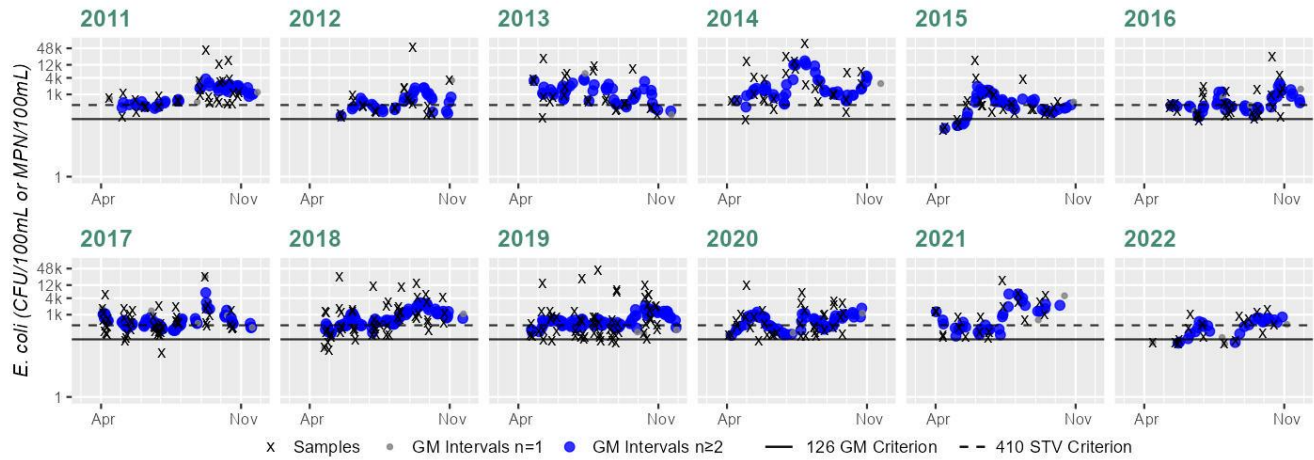 2011 2012 2013 2014 2015 2016
48k
12k
4k
1k
1
Apr Nov Apr Nov Apr Nov Apr Nov Apr Nov Apr Nov
E. coli (CFU/100mL or MPN/100mL)
2017 2018 2019 2020 2021 2022
48k
12k
4k
1k
1
Apr Nov Apr Nov Apr Nov Apr Nov Apr Nov Apr Nov
x Samples GM Intervals n=1 GM Intervals n≥2 126 GM Criterion 410 STV Criterion